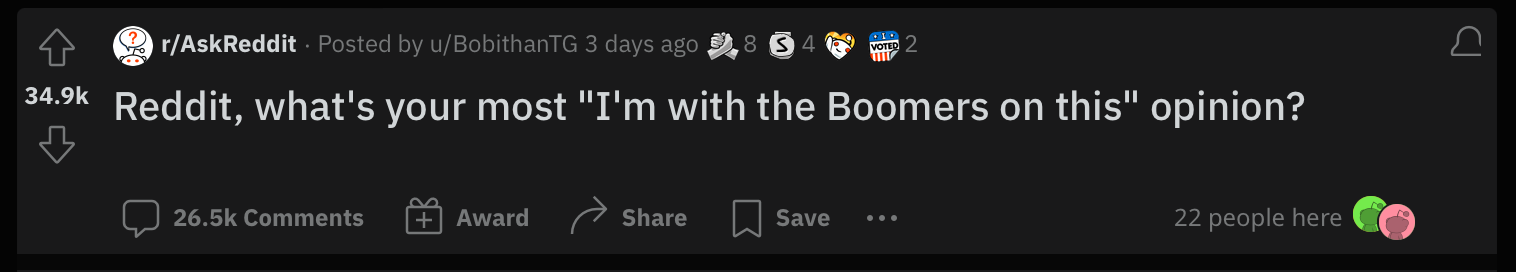 r/AskReddit · Posted by u/BobithanTG 3 days ago 8 S 4 I VOTED 2
34.9k
Reddit, what's your most "I'm with the Boomers on this" opinion?
26.5k Comments Award Share Save ••• 22 people here